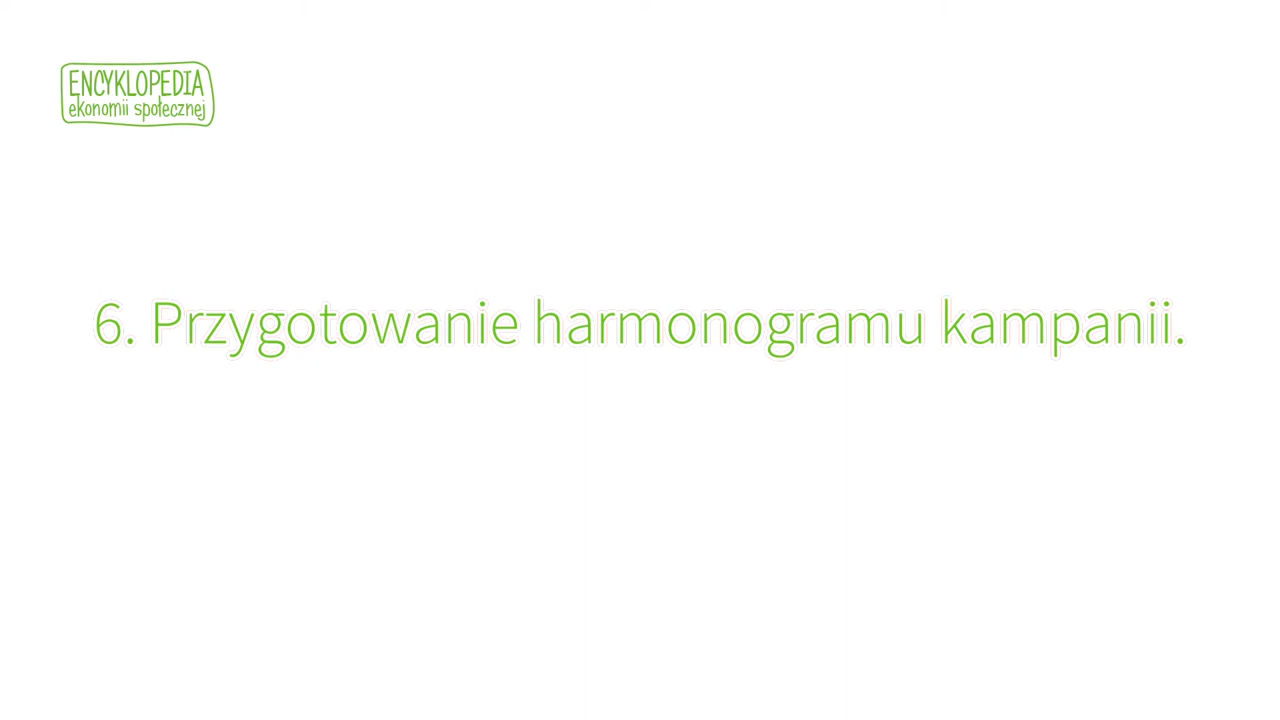 ENCYKLOPEDIA
ekonomii społecznej
6. Przygotowanie harmonogramu kampanii.